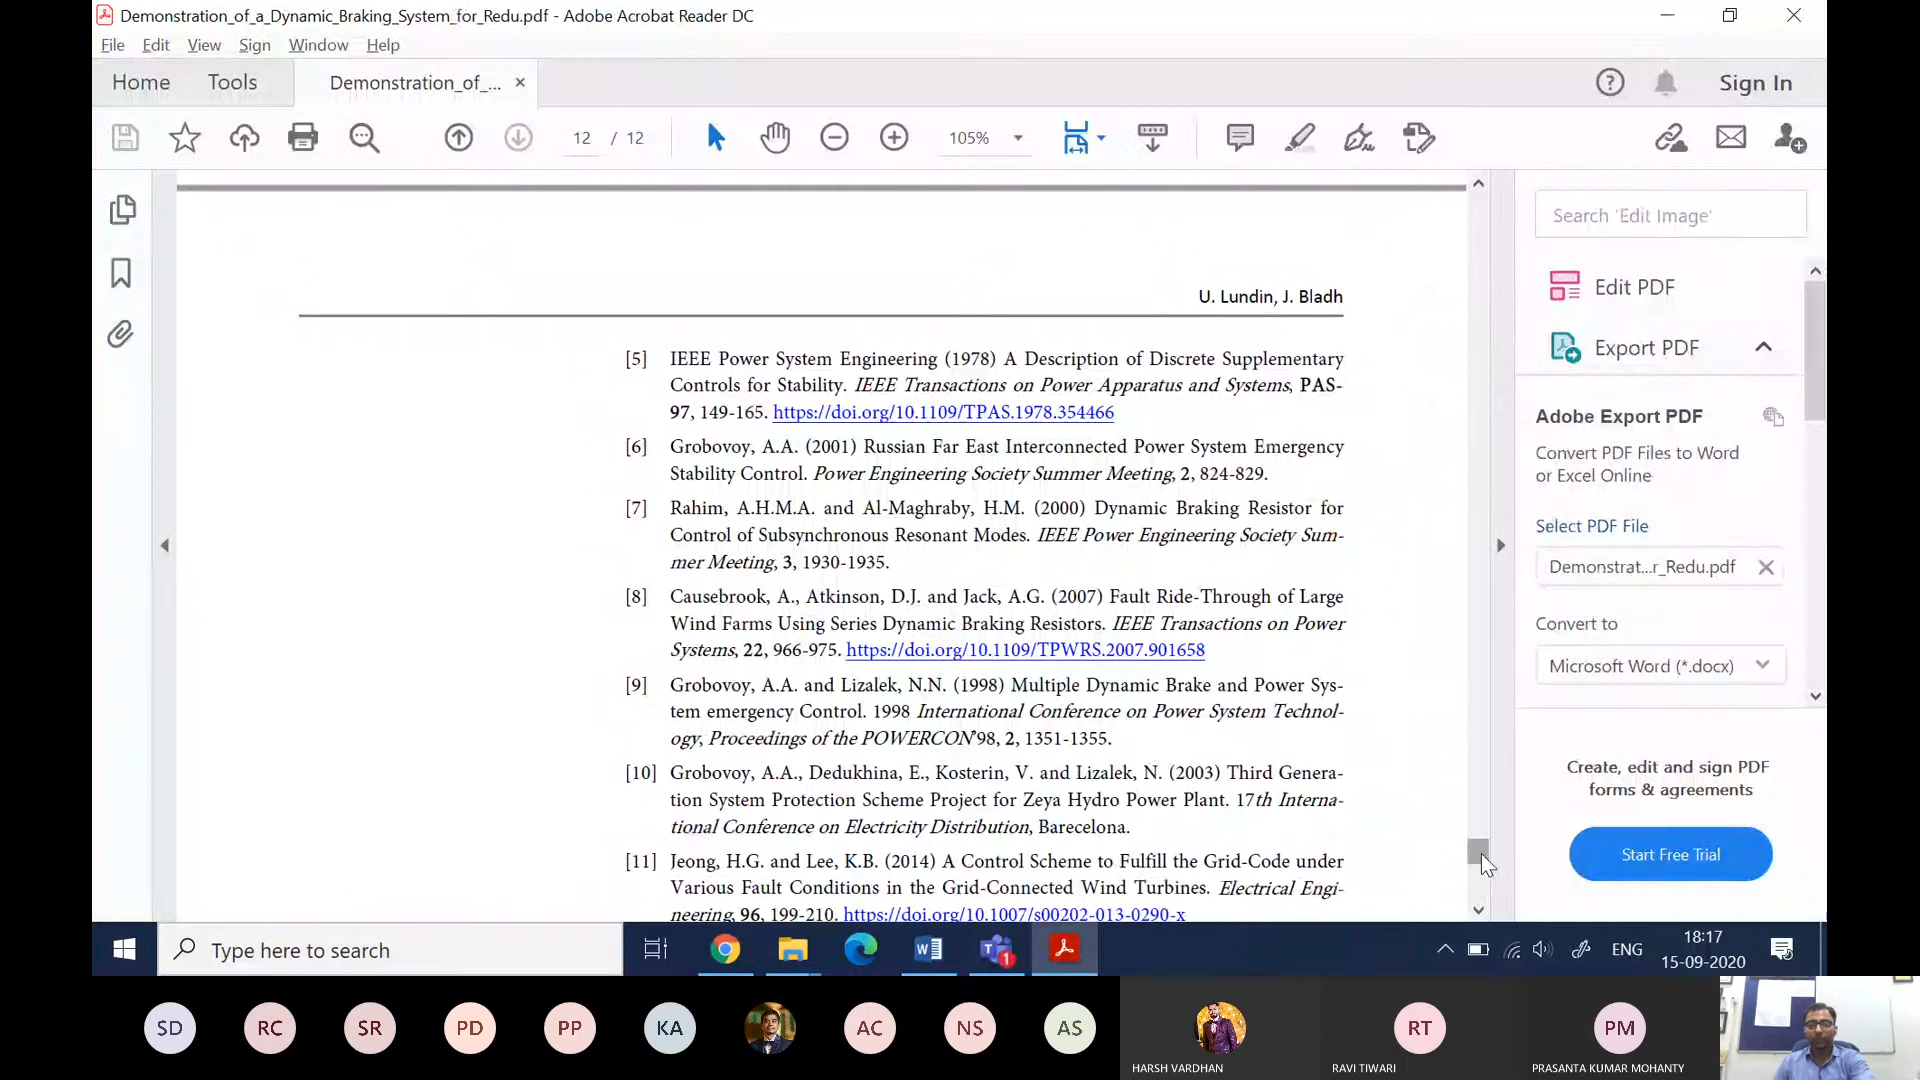 Demonstration_of_a_Dynamic_Braking_System_for_Redu.pdf - Adobe Acrobat Reader DC
File Edit View Sign Window Help
Home Tools Demonstration_of_... × Sign In
12 / 12 105%
Search 'Edit Image'
Edit PDF
Export PDF
Adobe Export PDF
Convert PDF Files to Word
or Excel Online
Select PDF File
Demonstrat...r_Redu.pdf
Convert to
Microsoft Word (*.docx)
Create, edit and sign PDF
forms & agreements
Start Free Trial
U. Lundin, J. Bladh
[5] IEEE Power System Engineering (1978) A Description of Discrete Supplementary
Controls for Stability. IEEE Transactions on Power Apparatus and Systems, PAS-
97, 149-165. https://doi.org/10.1109/TPAS.1978.354466
[6] Grobovoy, A.A. (2001) Russian Far East Interconnected Power System Emergency
Stability Control. Power Engineering Society Summer Meeting, 2, 824-829.
[7] Rahim, A.H.M.A. and Al-Maghraby, H.M. (2000) Dynamic Braking Resistor for
Control of Subsynchronous Resonant Modes. IEEE Power Engineering Society Sum-
mer Meeting, 3, 1930-1935.
[8] Causebrook, A., Atkinson, D.J. and Jack, A.G. (2007) Fault Ride-Through of Large
Wind Farms Using Series Dynamic Braking Resistors. IEEE Transactions on Power
Systems, 22, 966-975. https://doi.org/10.1109/TPWRS.2007.901658
[9] Grobovoy, A.A. and Lizalek, N.N. (1998) Multiple Dynamic Brake and Power Sys-
tem emergency Control. 1998 International Conference on Power System Technol-
ogy, Proceedings of the POWERCON'98, 2, 1351-1355.
[10] Grobovoy, A.A., Dedukhina, E., Kosterin, V. and Lizalek, N. (2003) Third Genera-
tion System Protection Scheme Project for Zeya Hydro Power Plant. 17th Interna-
tional Conference on Electricity Distribution, Barecelona.
[11] Jeong, H.G. and Lee, K.B. (2014) A Control Scheme to Fulfill the Grid-Code under
Various Fault Conditions in the Grid-Connected Wind Turbines. Electrical Engi-
neering, 96, 199-210. https://doi.org/10.1007/s00202-013-0290-x
Type here to search
1
ENG
18:17
15-09-2020
SD RC SR PD PP KA AC NS AS RT PM
HARSH VARDHAN RAVI TIWARI PRASANTA KUMAR MOHANTY